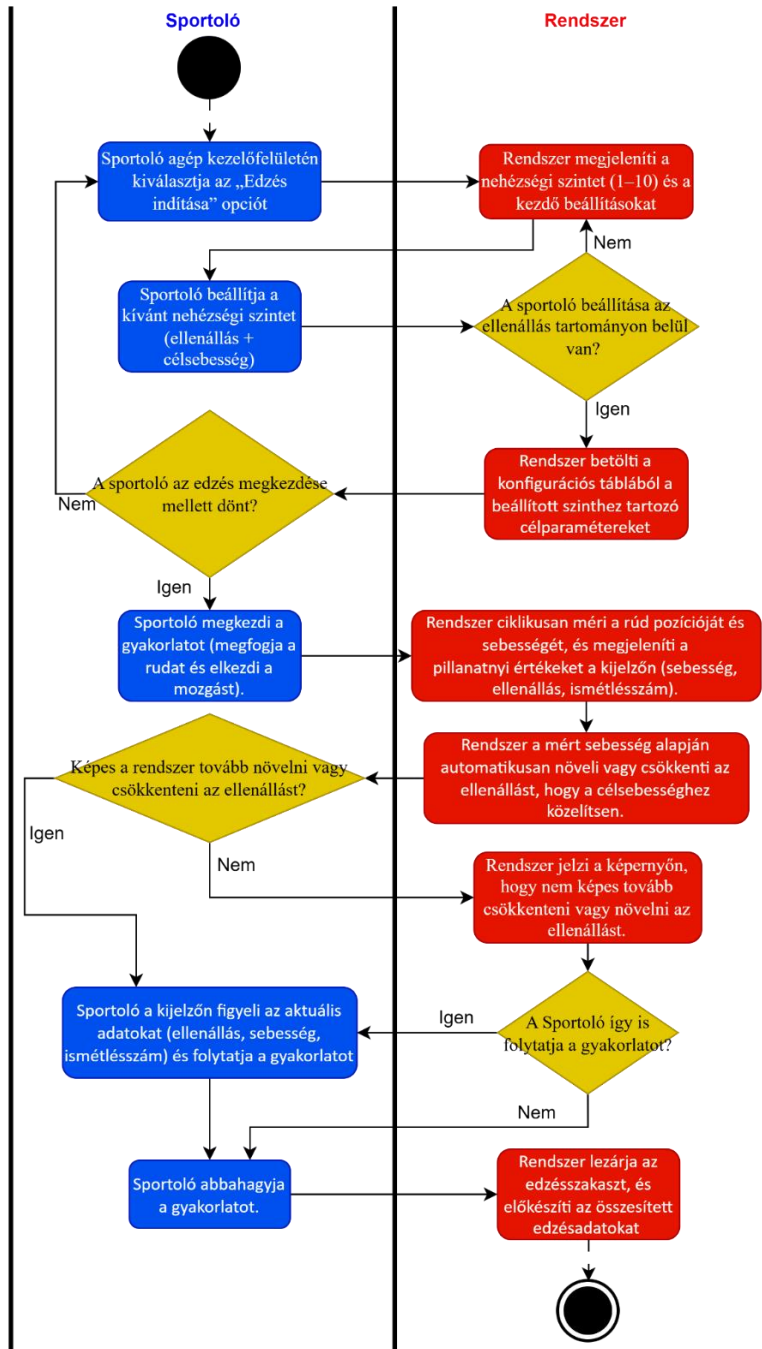 Sportoló
Rendszer
Sportoló agép kezelőfelületén
kiválasztja az „Edzés
indítása” opciót
Rendszer megjeleníti a
nehézségi szintet (1–10) és a
kezdő beállításokat
Nem
Sportoló beállítja a
kívánt nehézségi szintet
(ellenállás +
célsebesség)
A sportoló beállítása az
ellenállás tartományon belül
van?
Igen
Rendszer betölti a
konfigurációs táblából a
beállított szinthez tartozó
célparamétereket
A sportoló az edzés megkezdése
mellett dönt?
Nem
Igen
Sportoló megkezdi a
gyakorlatot (megfogja a
rudat és elkezdi a
mozgást).
Rendszer ciklikusan méri a rúd pozícióját és
sebességét, és megjeleníti a
pillanatnyi értékeket a kijelzőn (sebesség,
ellenállás, ismétlésszám).
Rendszer a mért sebesség alapján
automatikusan növeli vagy csökkenti az
ellenállást, hogy a célsebességhez
közelítsen.
Képes a rendszer tovább növelni vagy
csökkenteni az ellenállást?
Igen
Nem
Rendszer jelzi a képernyőn,
hogy nem képes tovább
csökkenteni vagy növelni az
ellenállást.
A Sportoló így is
folytatja a gyakorlatot?
Igen
Sportoló a kijelzőn figyeli az aktuális
adatokat (ellenállás, sebesség,
ismétlésszám) és folytatja a gyakorlatot
Nem
Sportoló abbahagyja
a gyakorlatot.
Rendszer lezárja az
edzésszakaszt, és
előkészíti az összesített
edzésadatokat